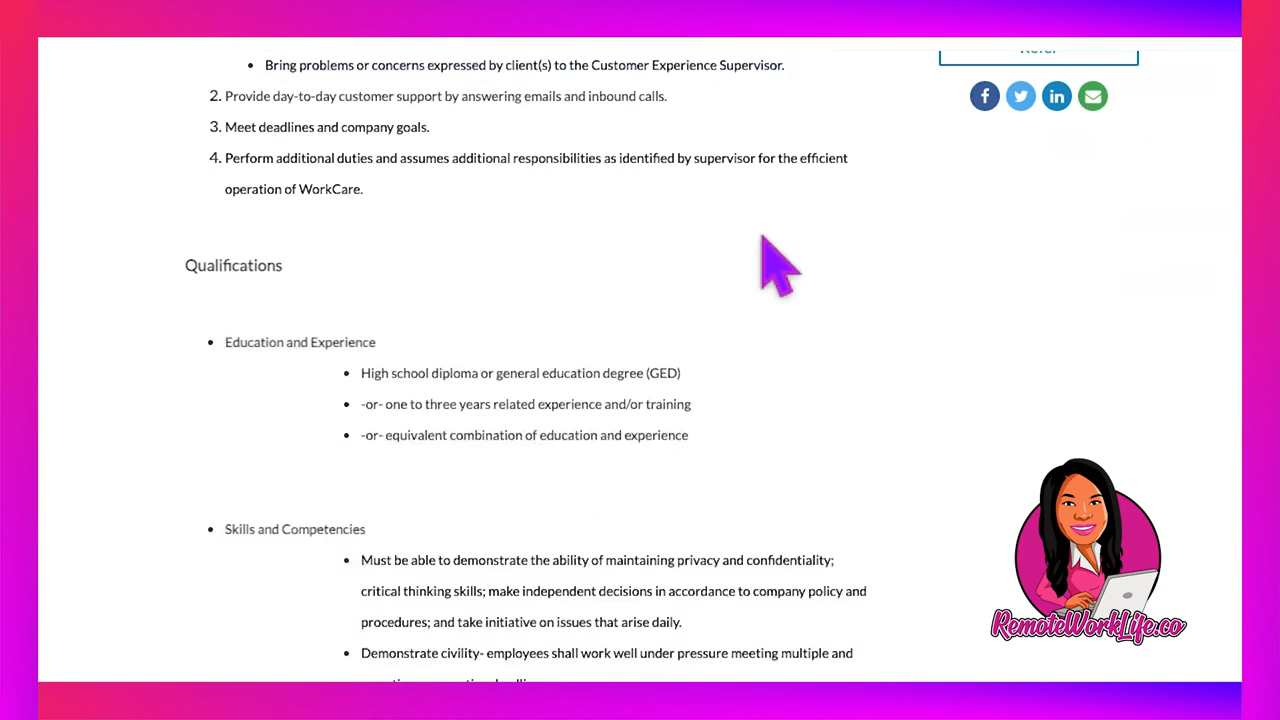 Refer
• Bring problems or concerns expressed by client(s) to the Customer Experience Supervisor.
2. Provide day-to-day customer support by answering emails and inbound calls.
3. Meet deadlines and company goals.
4. Perform additional duties and assumes additional responsibilities as identified by supervisor for the efficient
operation of WorkCare.
Qualifications
• Education and Experience
• High school diploma or general education degree (GED)
• -or- one to three years related experience and/or training
• -or- equivalent combination of education and experience
• Skills and Competencies
• Must be able to demonstrate the ability of maintaining privacy and confidentiality;
critical thinking skills; make independent decisions in accordance to company policy and
procedures; and take initiative on issues that arise daily.
• Demonstrate civility- employees shall work well under pressure meeting multiple and
RemoteWorkLife.co